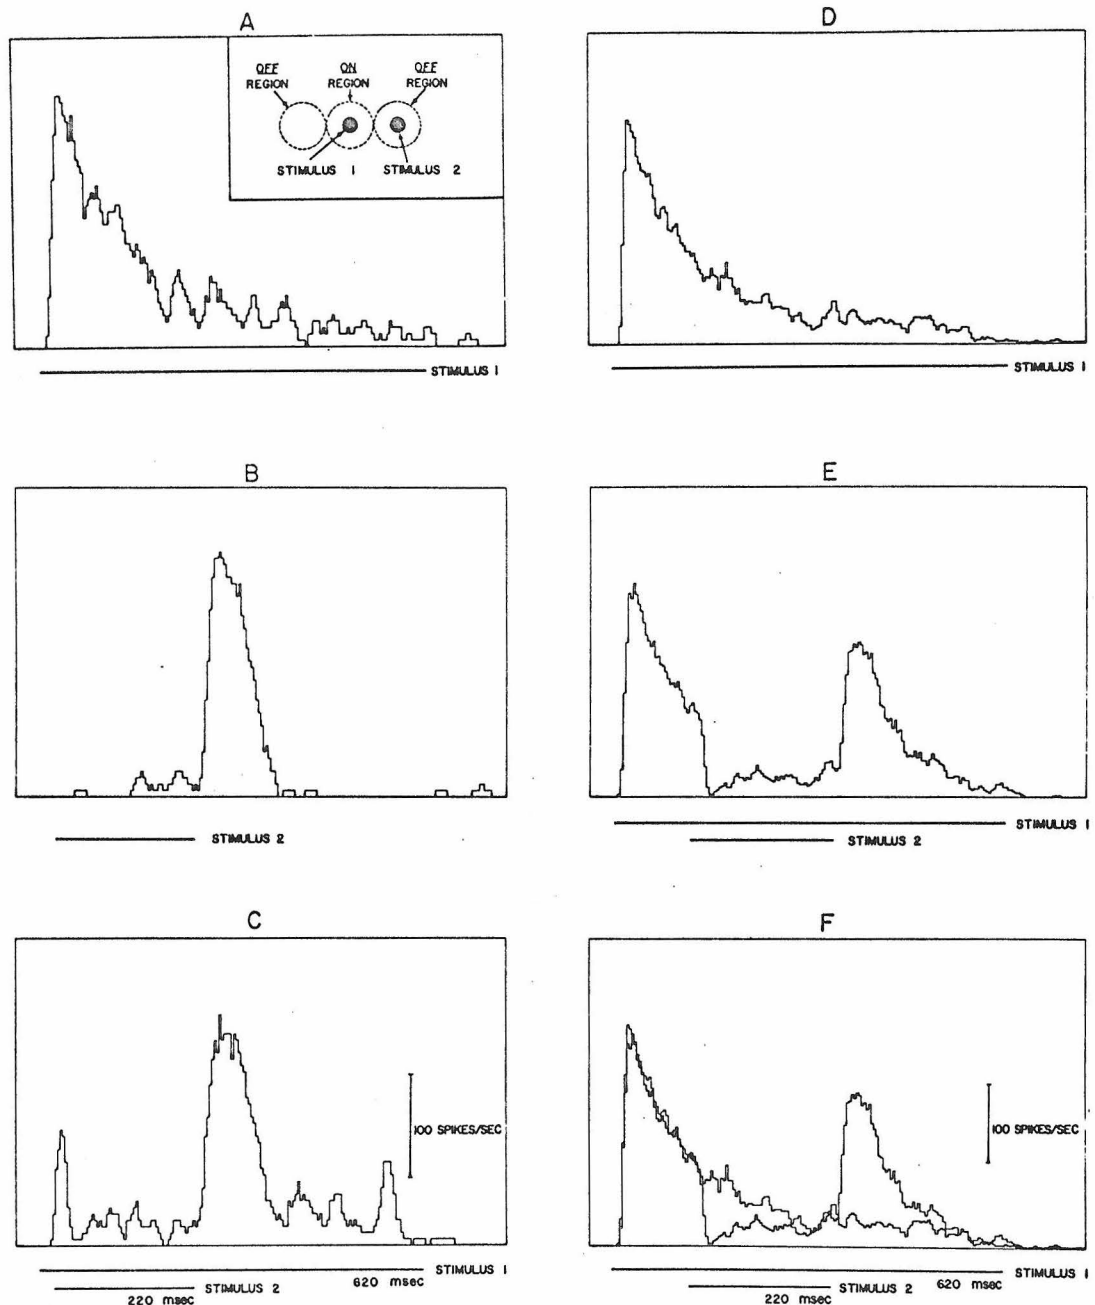 A
OFF REGION
ON REGION
OFF REGION
STIMULUS 1
STIMULUS 2
STIMULUS 1
D
STIMULUS 1
B
STIMULUS 2
E
STIMULUS 1
STIMULUS 2
C
100 SPIKES/SEC
STIMULUS 1
620 msec
STIMULUS 2
220 msec
F
100 SPIKES/SEC
STIMULUS 1
620 msec
STIMULUS 2
220 msec